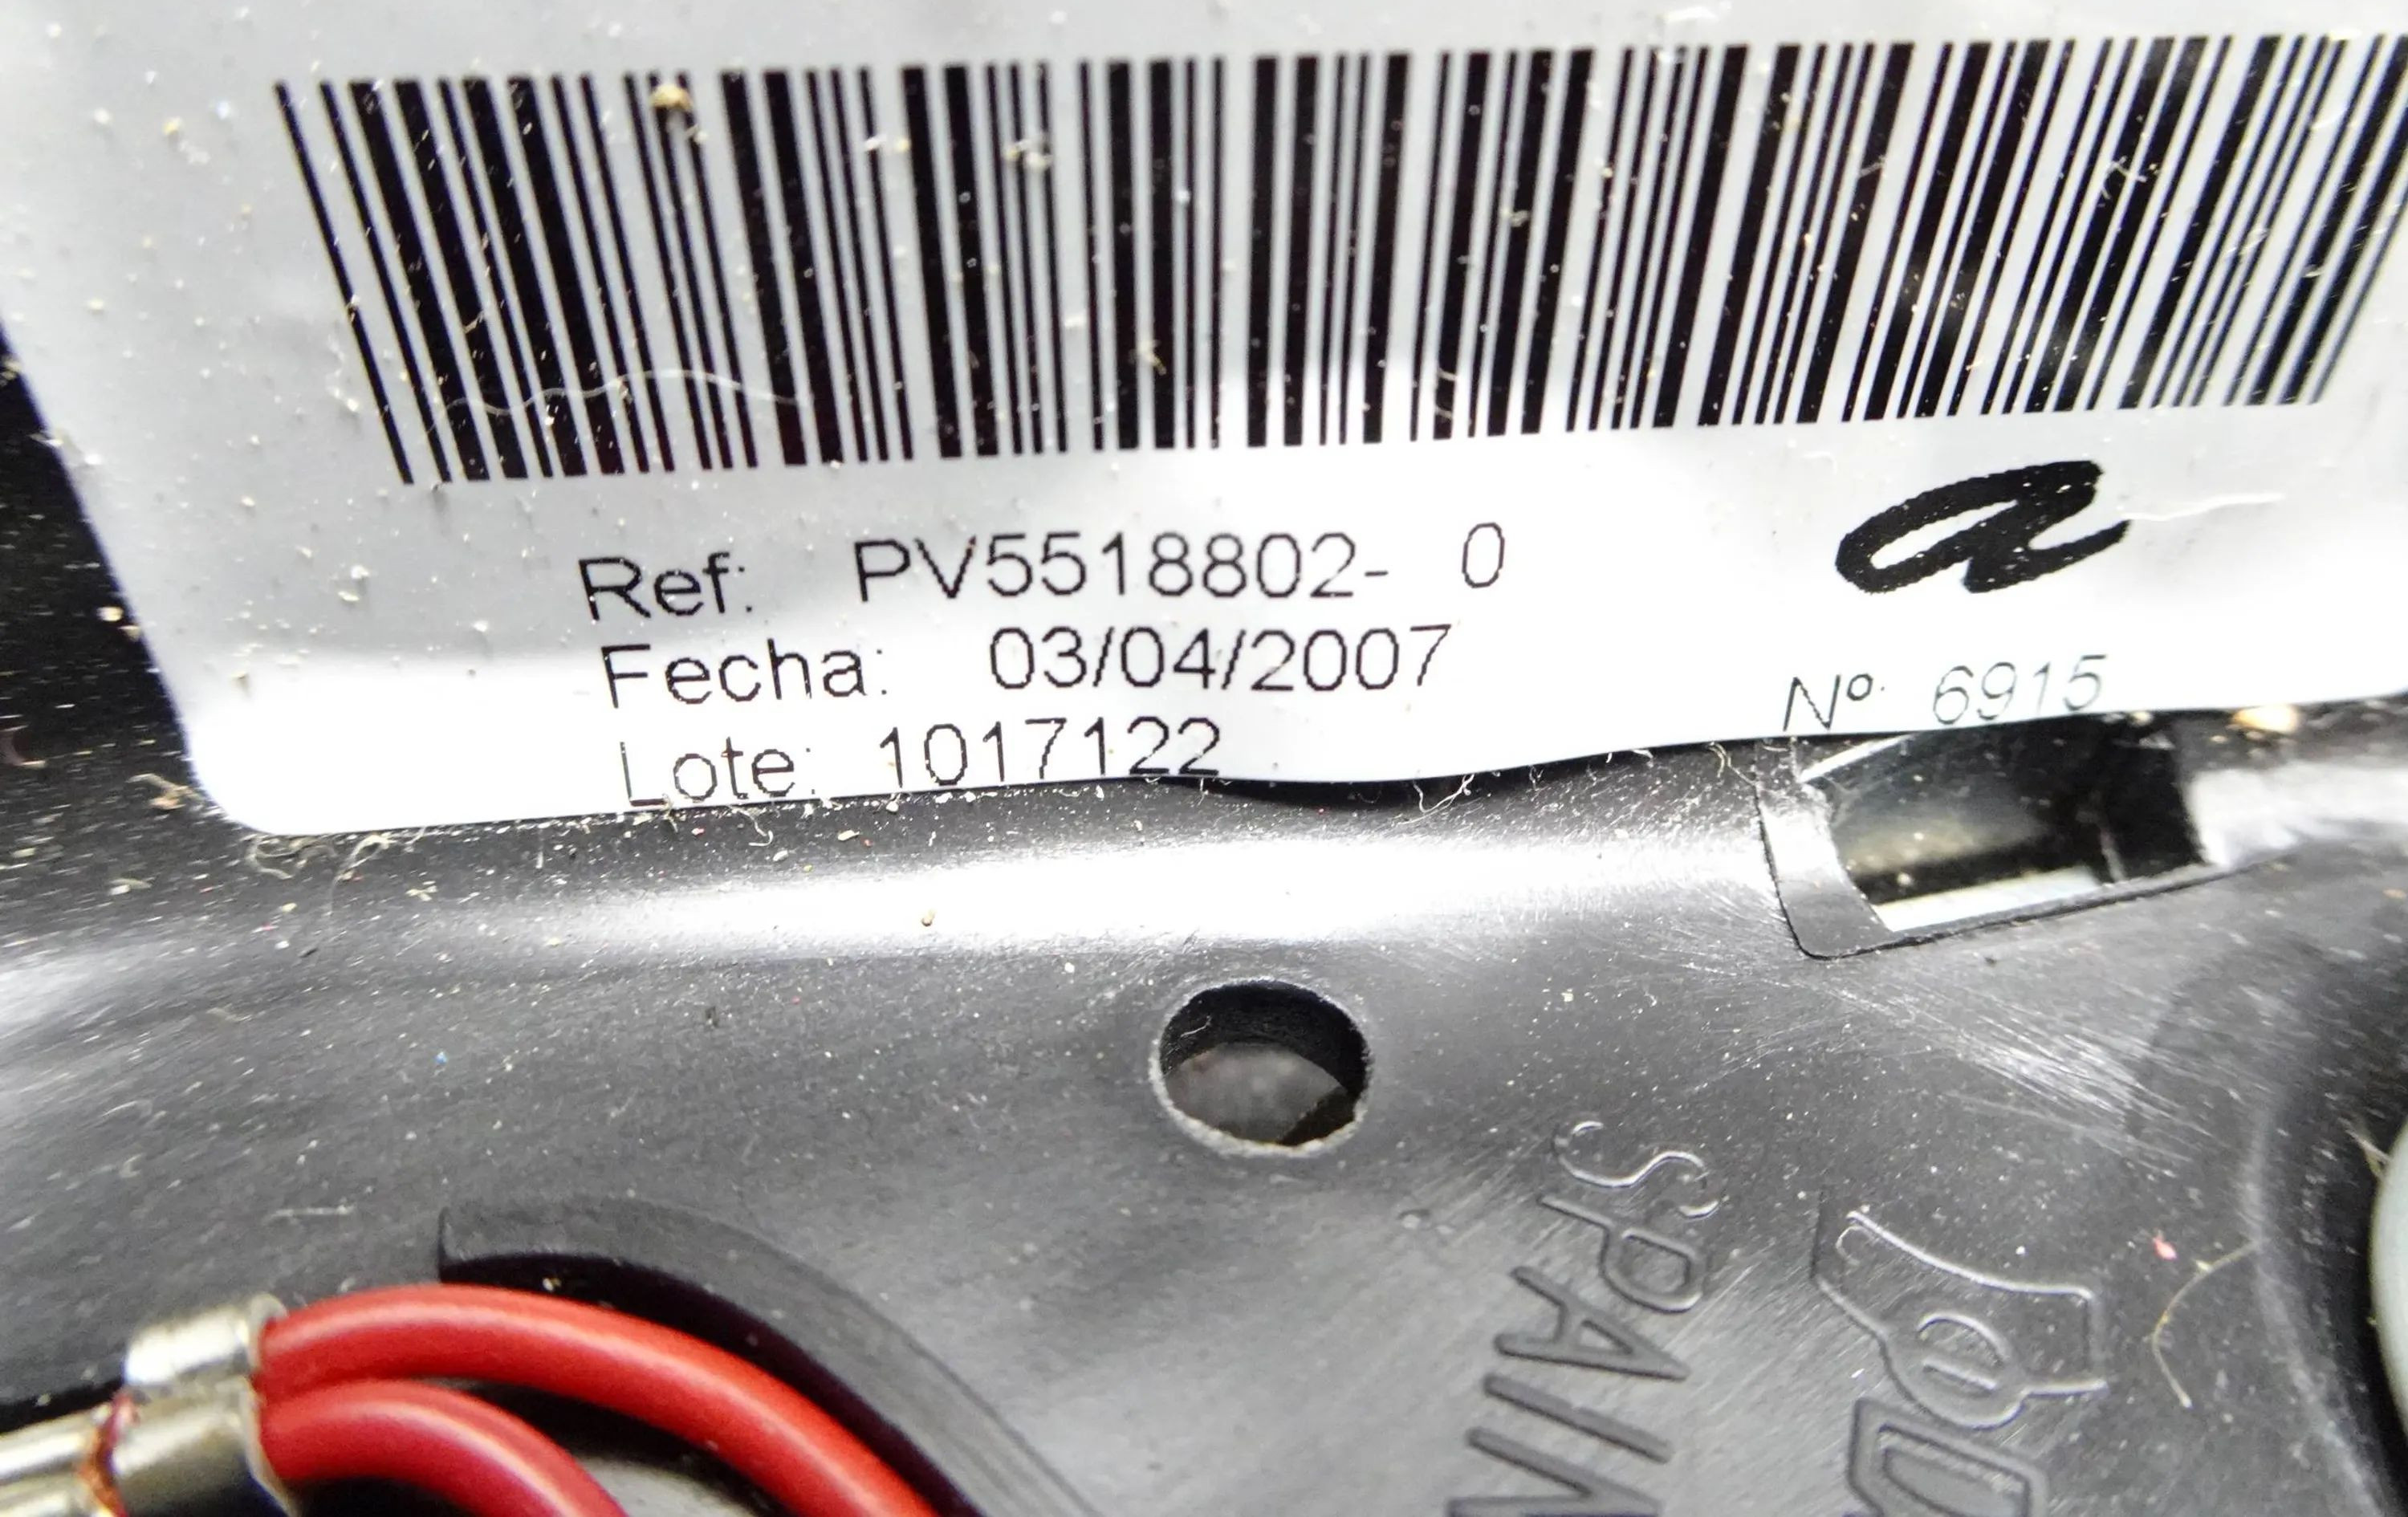 Ref: PV5518802- 0
Fecha: 03/04/2007
Lote: 1017122
a
Nº 6915
SPAIN